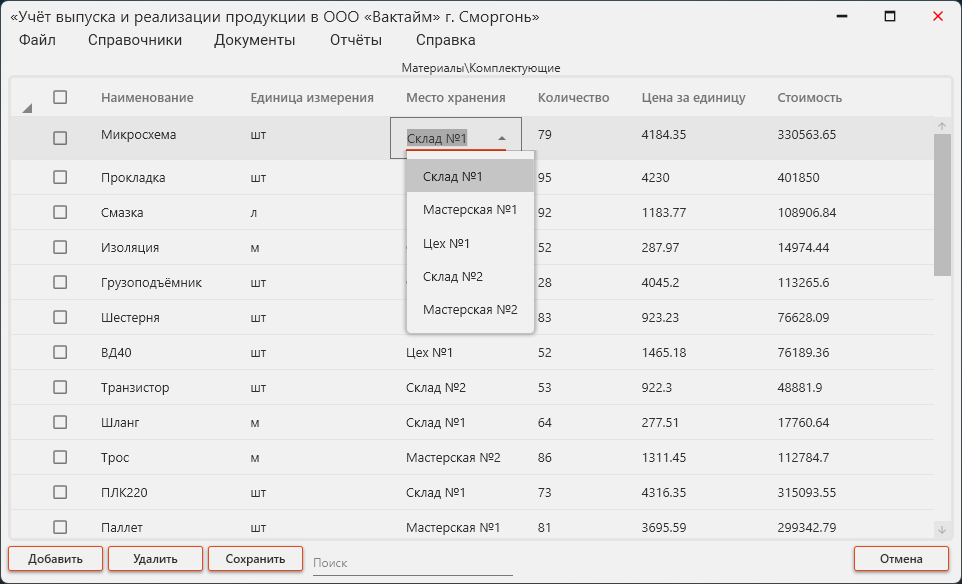 «Учёт выпуска и реализации продукции в ООО «Вактайм» г. Сморгонь»
Файл Справочники Документы Отчёты Справка
Материалы\Комплектующие
Наименование Единица измерения Место хранения Количество Цена за единицу Стоимость
Микросхема шт Склад №1 79 4184.35 330563.65
Прокладка шт Склад №1 95 4230 401850
Смазка л Мастерская №1 92 1183.77 108906.84
Изоляция м Цех №1 52 287.97 14974.44
Грузоподъёмник шт Склад №2 28 4045.2 113265.6
Шестерня шт Мастерская №2 83 923.23 76628.09
ВД40 шт Цех №1 52 1465.18 76189.36
Транзистор шт Склад №2 53 922.3 48881.9
Шланг м Склад №1 64 277.51 17760.64
Трос м Мастерская №2 86 1311.45 112784.7
ПЛК220 шт Склад №1 73 4316.35 315093.55
Паллет шт Мастерская №1 81 3695.59 299342.79
Добавить Удалить Сохранить Поиск Отмена